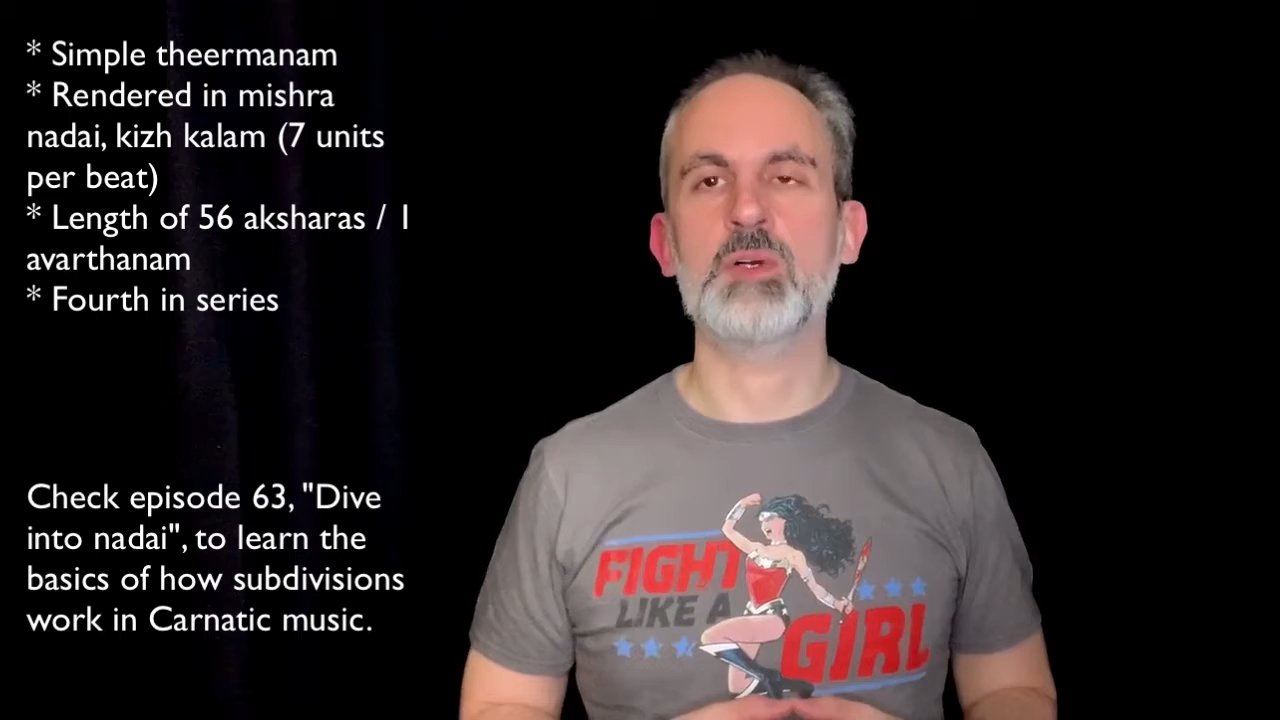 * Simple theermanam
* Rendered in mishra
nadai, kizh kalam (7 units
per beat)
* Length of 56 aksharas / 1
avarthanam
* Fourth in series
Check episode 63, "Dive
into nadai", to learn the
basics of how subdivisions
work in Carnatic music.
FIGHT
LIKE A
GIRL